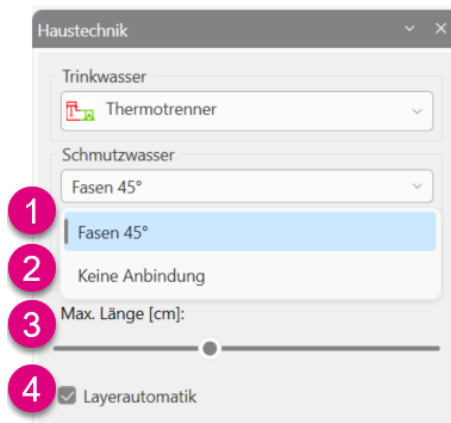 Haustechnik
Trinkwasser
Thermotrenner
Schmutzwasser
Fasen 45°
1
Fasen 45°
2
Keine Anbindung
3
Max. Länge [cm]:
4
Layerautomatik